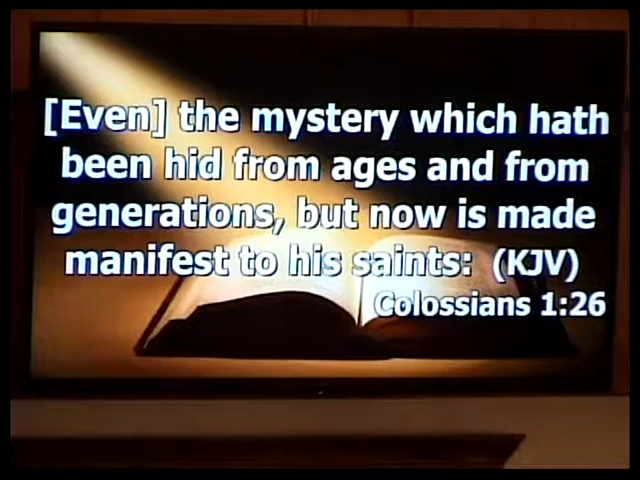 [Even] the mystery which hath
been hid from ages and from
generations, but now is made
manifest to his saints: (KJV)
Colossians 1:26